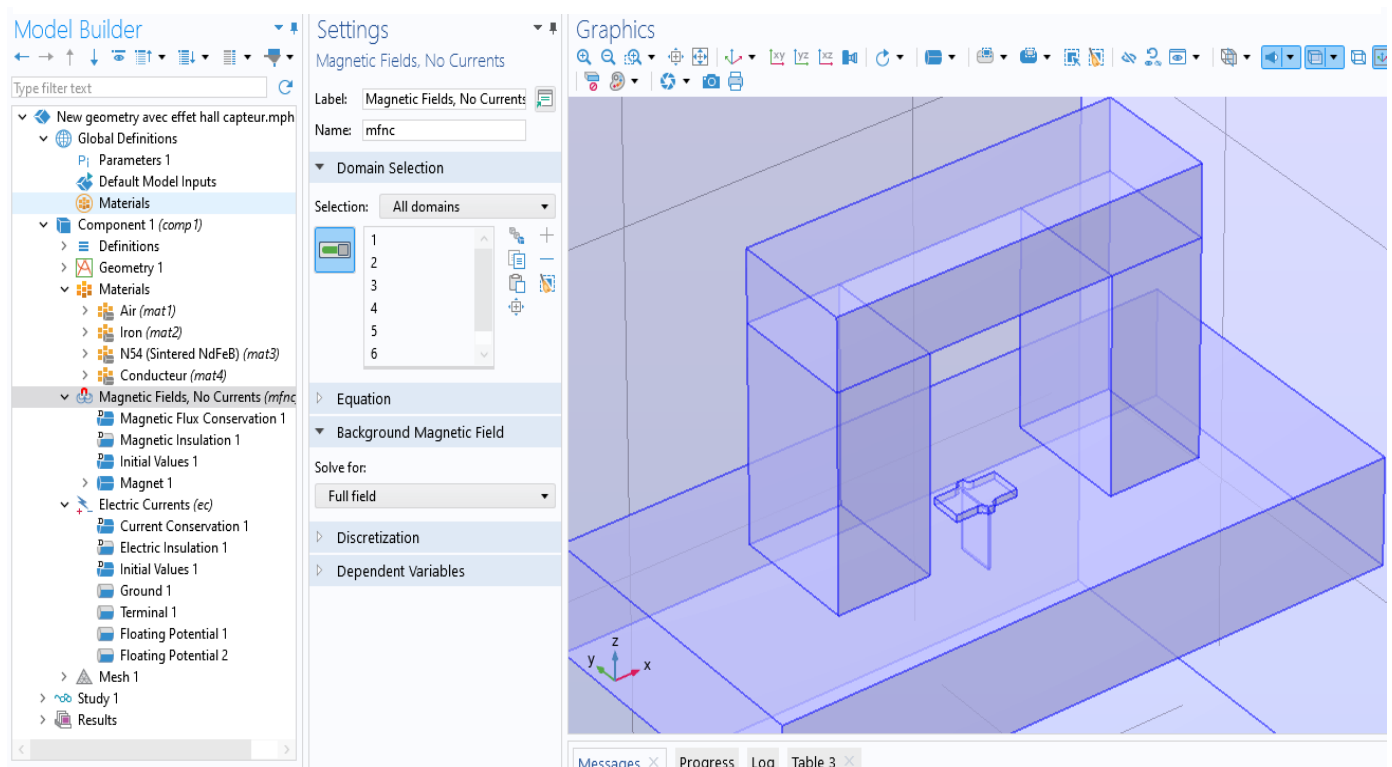 Model Builder
Type filter text
New geometry avec effet hall capteur.mph
Global Definitions
Pi Parameters 1
Default Model Inputs
Materials
Component 1 (comp1)
Definitions
Geometry 1
Materials
Air (mat1)
Iron (mat2)
N54 (Sintered NdFeB) (mat3)
Conducteur (mat4)
Magnetic Fields, No Currents (mfnc
Magnetic Flux Conservation 1
Magnetic Insulation 1
Initial Values 1
Magnet 1
Electric Currents (ec)
Current Conservation 1
Electric Insulation 1
Initial Values 1
Ground 1
Terminal 1
Floating Potential 1
Floating Potential 2
Mesh 1
Study 1
Results
Settings
Magnetic Fields, No Currents
Label: Magnetic Fields, No Currents
Name: mfnc
Domain Selection
Selection: All domains
1
2
3
4
5
6
Equation
Background Magnetic Field
Solve for:
Full field
Discretization
Dependent Variables
Graphics
xy yz xz
z
y x
Messages Progress Log Table 3